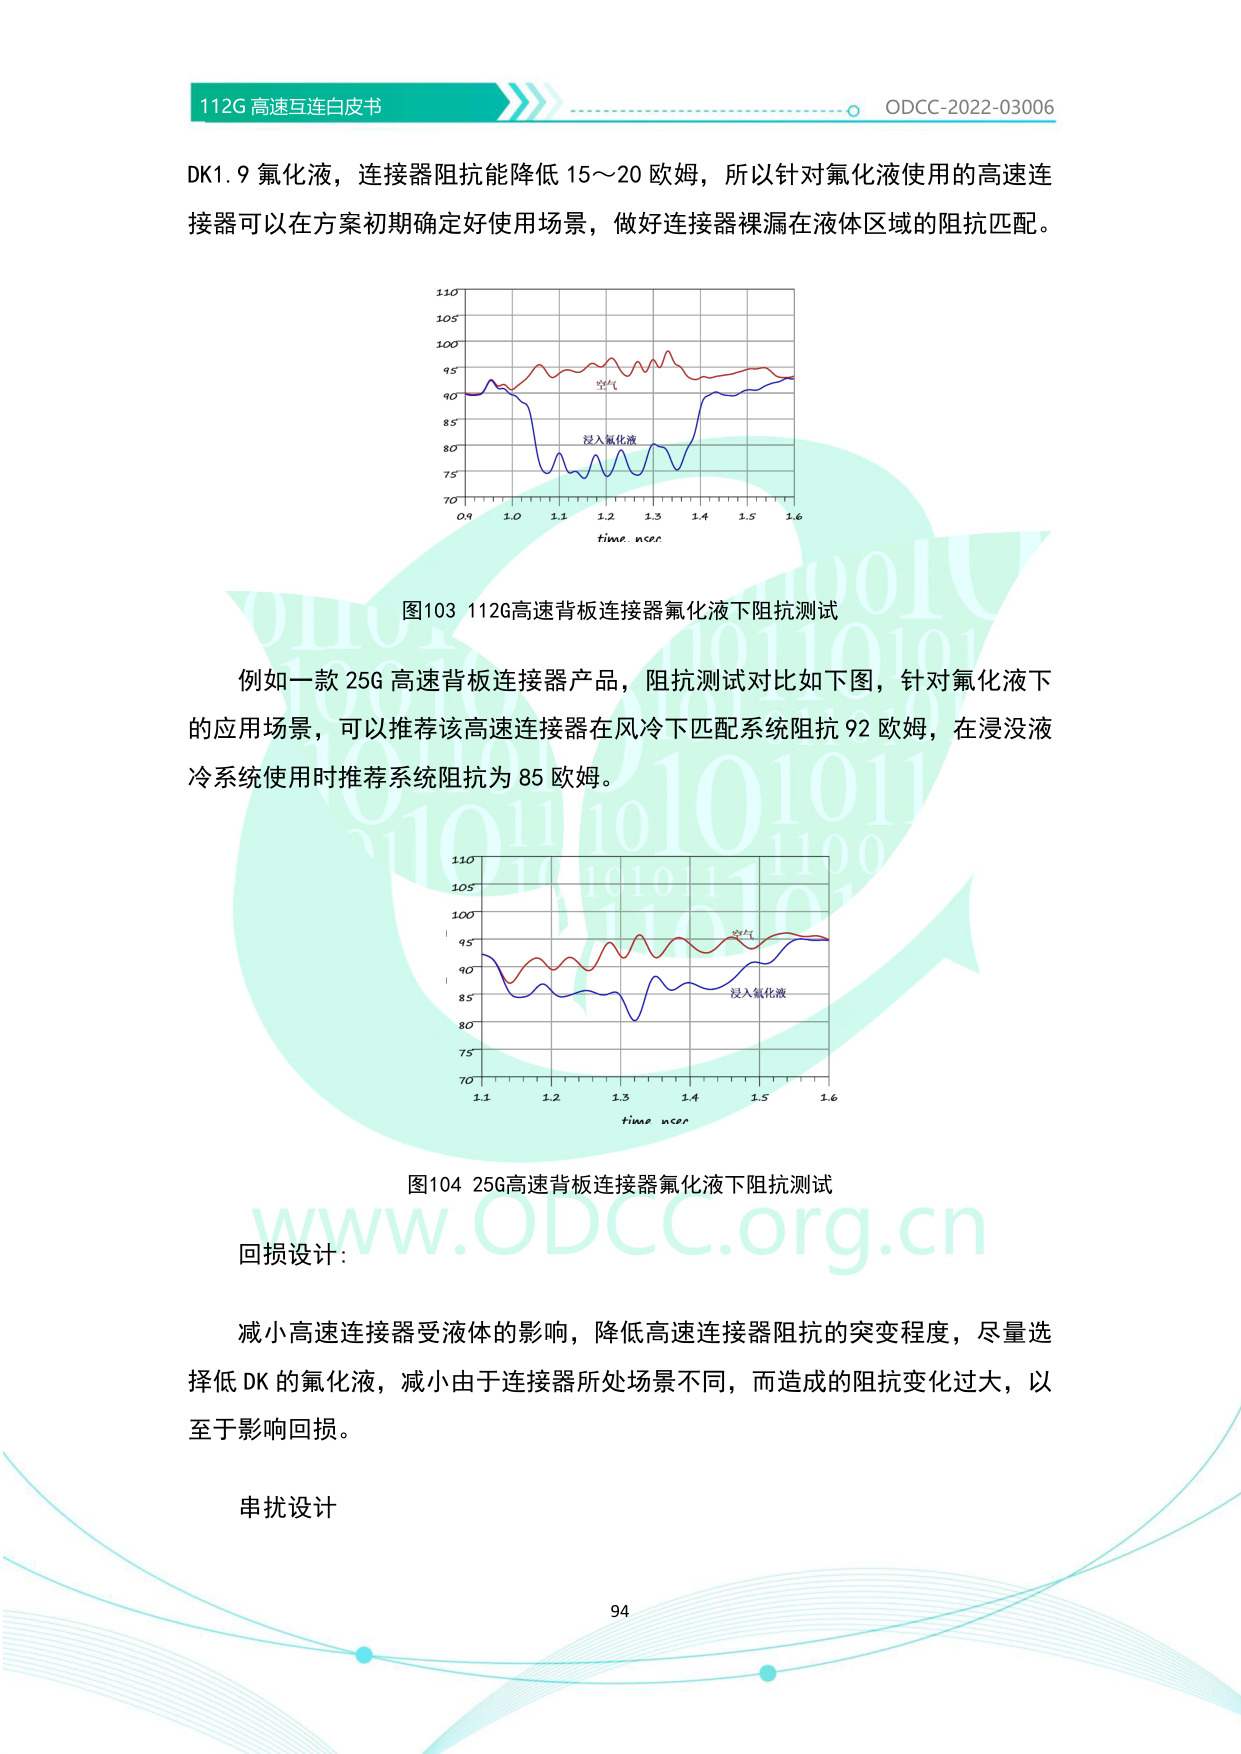 112G 高速互连白皮书
ODCC-2022-03006
DK1.9 氟化液，连接器阻抗能降低 15～20 欧姆，所以针对氟化液使用的高速连
接器可以在方案初期确定好使用场景，做好连接器裸漏在液体区域的阻抗匹配。
110
105
100
95
空气
90
85
浸入氟化液
80
75
70
0.9 1.0 1.1 1.2 1.3 1.4 1.5 1.6
time, nsec
图103 112G高速背板连接器氟化液下阻抗测试
例如一款 25G 高速背板连接器产品，阻抗测试对比如下图，针对氟化液下
的应用场景，可以推荐该高速连接器在风冷下匹配系统阻抗 92 欧姆，在浸没液
冷系统使用时推荐系统阻抗为 85 欧姆。
110
105
100
空气
95
90
浸入氟化液
85
80
75
70
1.1 1.2 1.3 1.4 1.5 1.6
time, nsec
图104 25G高速背板连接器氟化液下阻抗测试
www.ODCC.org.cn
回损设计：
减小高速连接器受液体的影响，降低高速连接器阻抗的突变程度，尽量选
择低 DK 的氟化液，减小由于连接器所处场景不同，而造成的阻抗变化过大，以
至于影响回损。
串扰设计
94